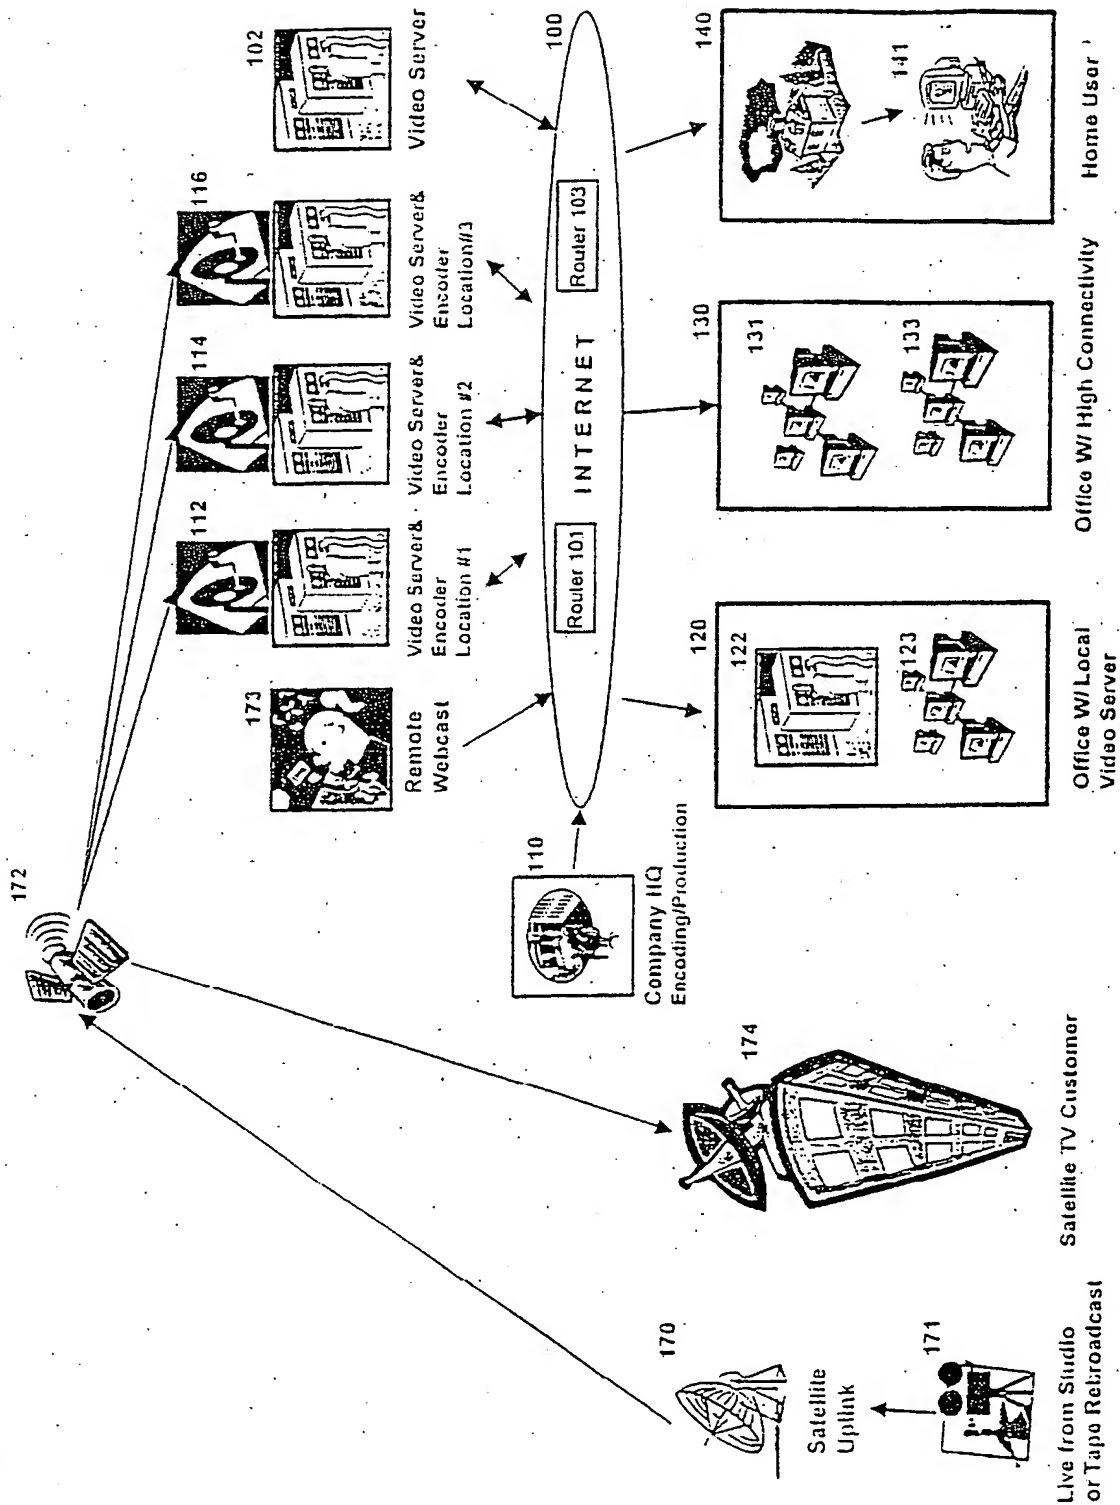 172
102
Video Server
116
Video Server&
Encoder
Location#3
114
Video Server&
Encoder
Location #2
112
Video Server&
Encoder
Location #1
173
Remote
Webcast
100
INTERNET
Router 101
Router 103
110
Company HQ
Encoding/Production
120
122
123
Office W/ Local
Video Server
130
131
133
Office W/ High Connectivity
140
141
Home User
174
Satellite TV Customer
170
Satellite
Uplink
171
Live from Studio
or Tape Rebroadcast